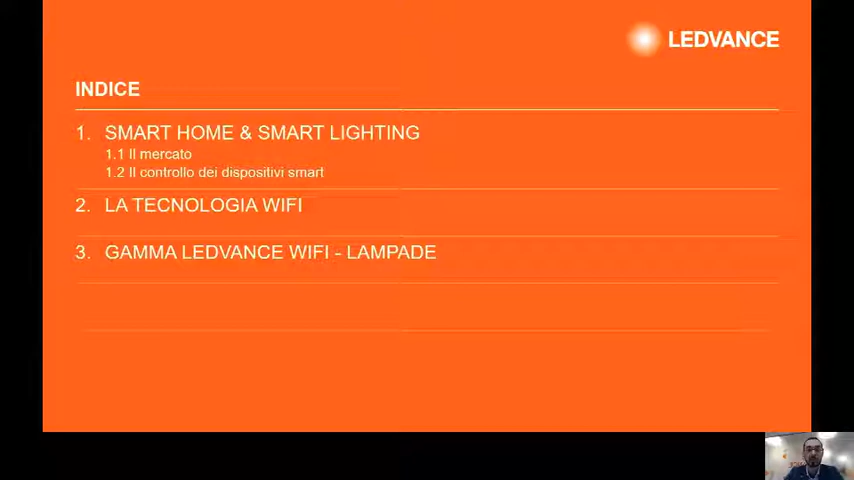 LEDVANCE
INDICE
1. SMART HOME & SMART LIGHTING
1.1 Il mercato
1.2 Il controllo dei dispositivi smart
2. LA TECNOLOGIA WIFI
3. GAMMA LEDVANCE WIFI - LAMPADE